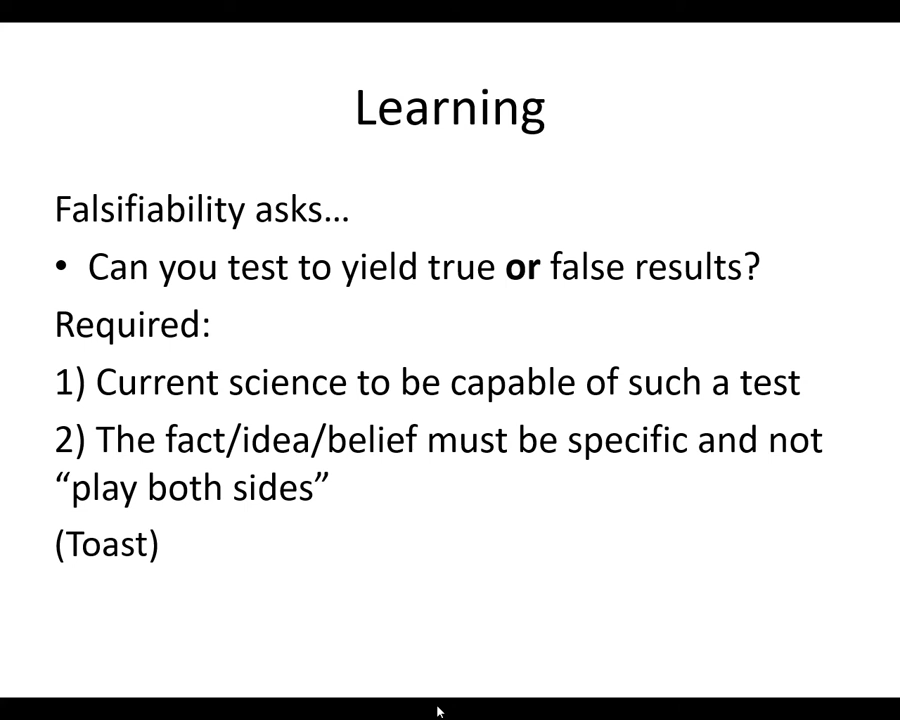 Learning
Falsifiability asks…
• Can you test to yield true or false results?
Required:
1) Current science to be capable of such a test
2) The fact/idea/belief must be specific and not
“play both sides”
(Toast)